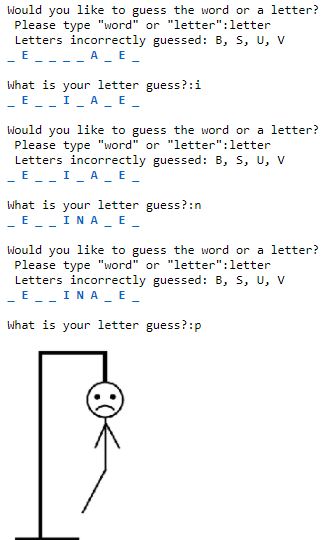 Would you like to guess the word or a letter?
Please type "word" or "letter":letter
Letters incorrectly guessed: B, S, U, V
_ E _ _ _ _ A _ E _
What is your letter guess?:i
_ E _ _ I _ A _ E _
Would you like to guess the word or a letter?
Please type "word" or "letter":letter
Letters incorrectly guessed: B, S, U, V
_ E _ _ I _ A _ E _
What is your letter guess?:n
_ E _ _ I N A _ E _
Would you like to guess the word or a letter?
Please type "word" or "letter":letter
Letters incorrectly guessed: B, S, U, V
_ E _ _ I N A _ E _
What is your letter guess?:p